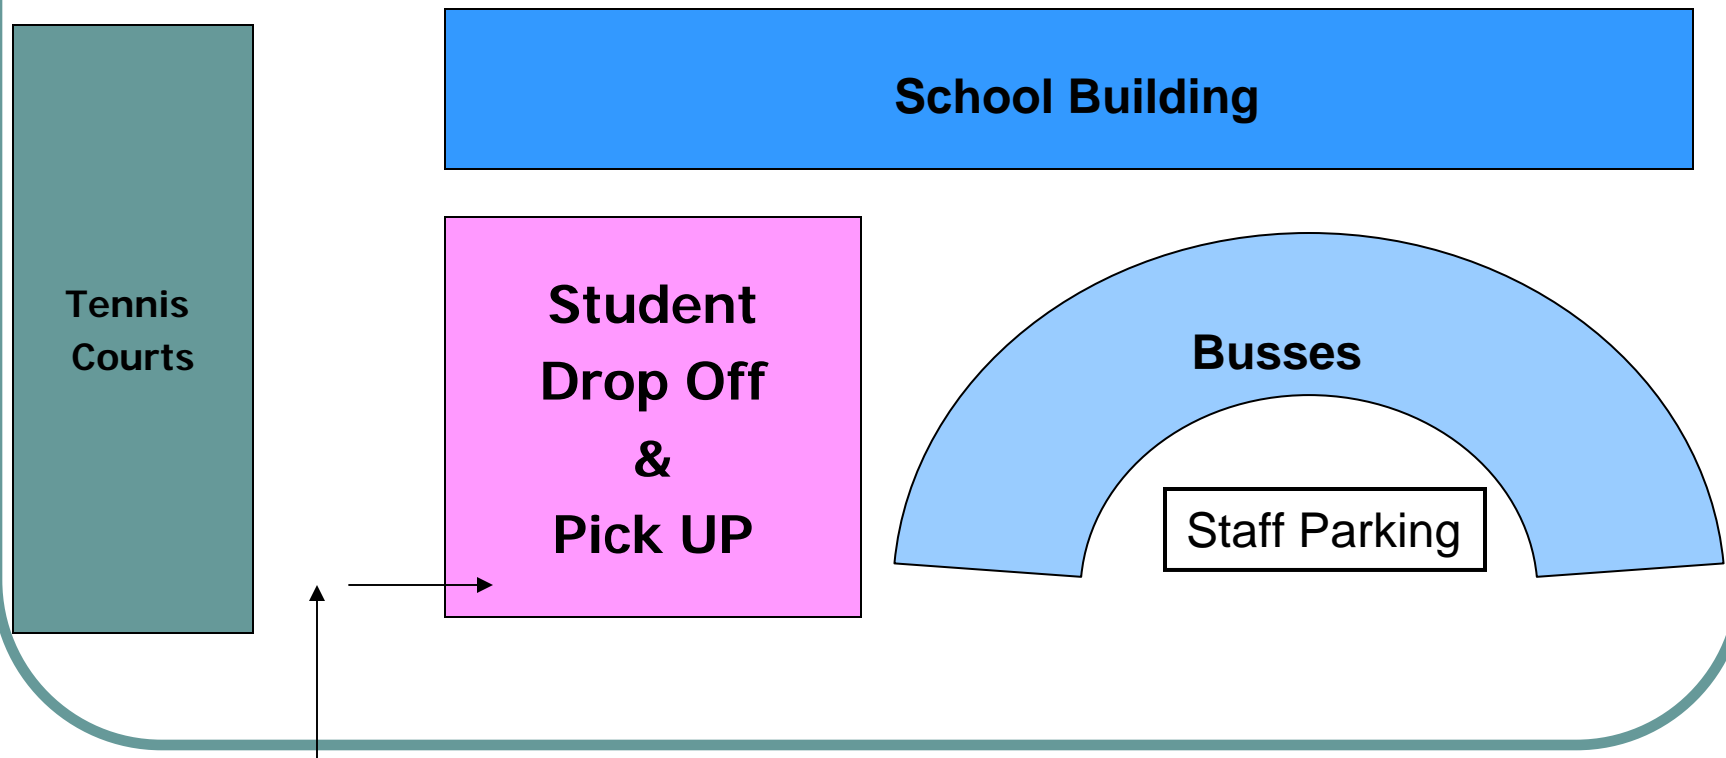 School Building
Tennis
Courts
Student
Drop Off
&
Pick UP
Busses
Staff Parking